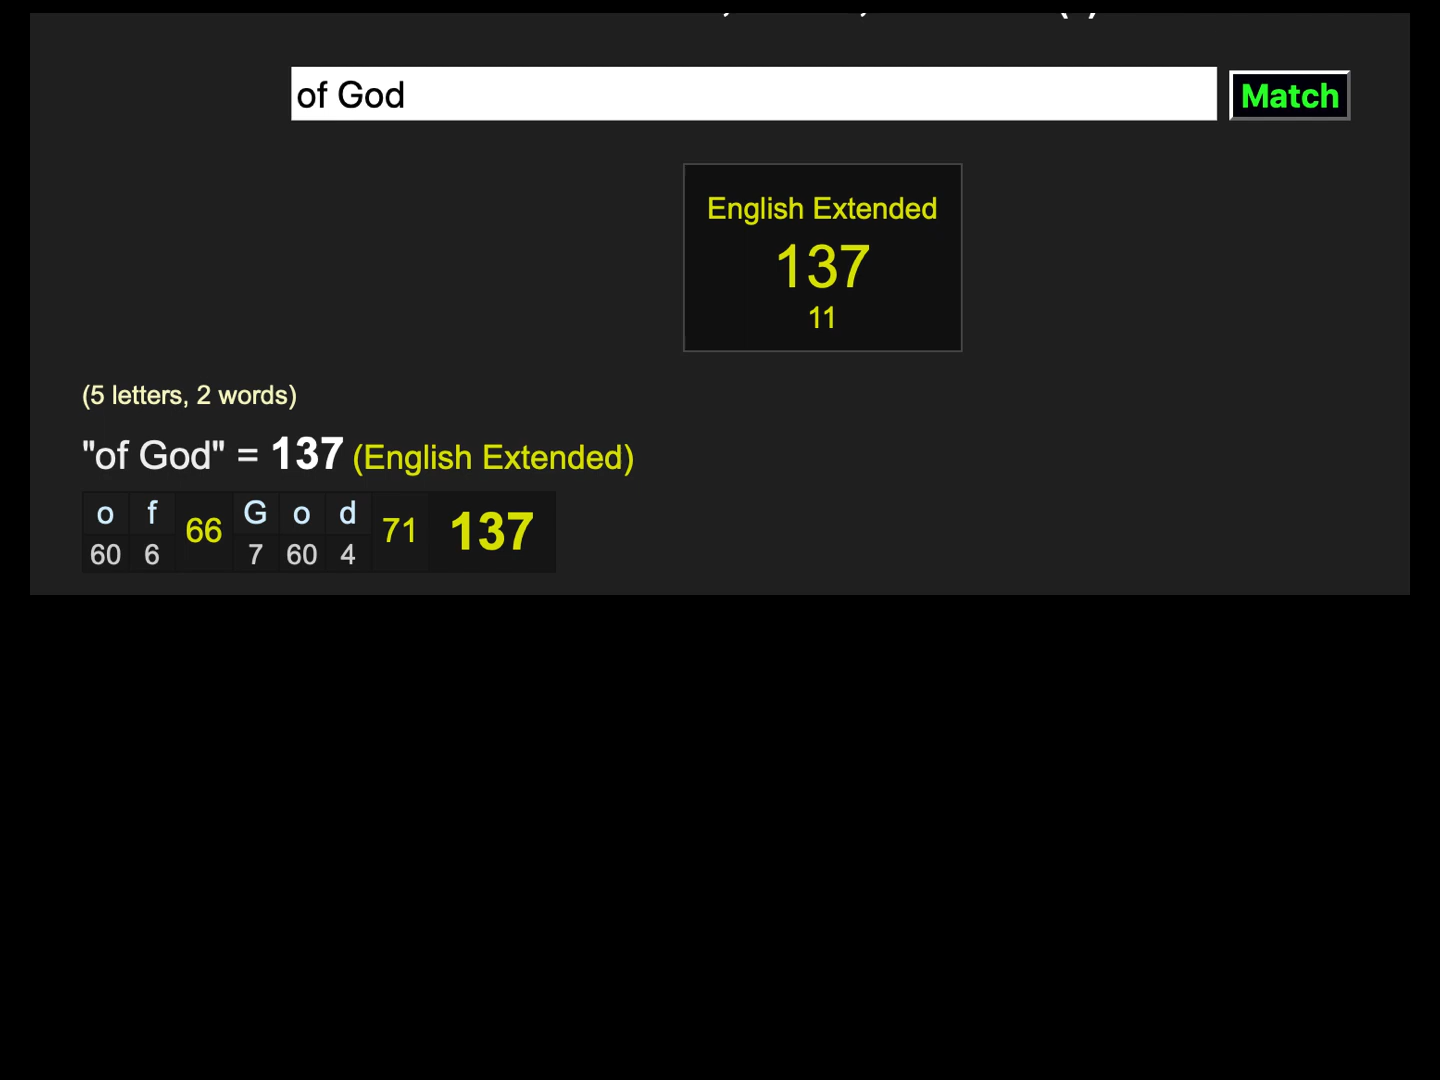 of God Match
English Extended
137
11
(5 letters, 2 words)
"of God" = 137 (English Extended)
o f 66 G o d 71 137
60 6 7 60 4